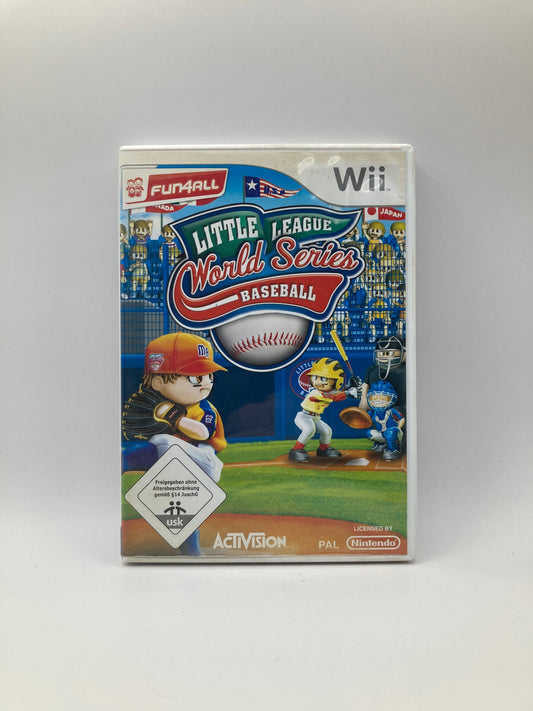 FUN4ALL
Wii
U.S.A.
JAPAN
LITTLE LEAGUE
World Series
BASEBALL
Freigegeben ohne
Altersbeschränkung
gemäß §14 JuschG
usk
ACTIVISION
PAL
LICENSED BY
Nintendo